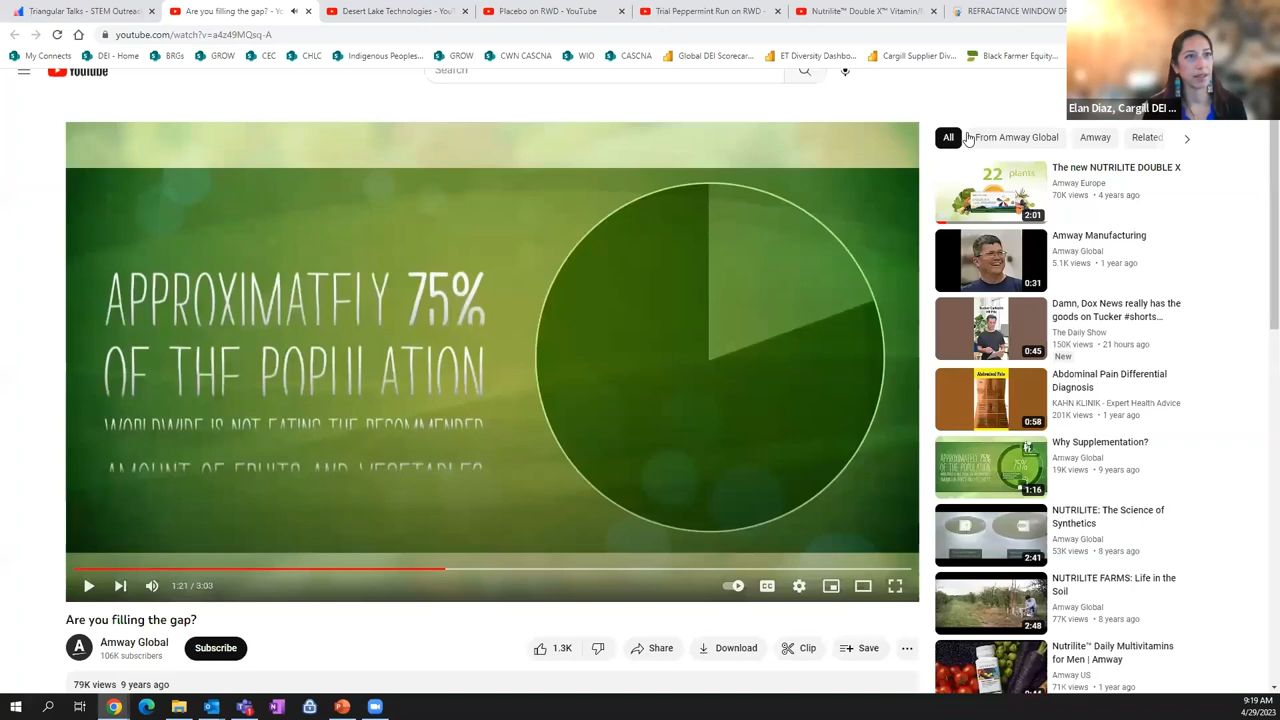 Triangular Talks - STEM Outreac
Are you filling the gap? - Yo
Desert Lake Technologies - YouT
Placebo on RWD - YouTube
Trial Peppermint Run on RWD -
Nutrilite™ Double X™ Vitamin/
REFRACTANCE WINDOW DR
youtube.com/watch?v=a4z49MQsq-A
My Connects
DEI - Home
BRGs
GROW
CEC
CHLC
Indigenous Peoples...
GROW
CWN CASCNA
WIO
CASCNA
Global DEI Scorecar...
ET Diversity Dashbo...
Cargill Supplier Div...
Black Farmer Equity...
YouTube
Search
Elan Diaz, Cargill DEI ...
All
From Amway Global
Amway
Related
APPROXIMATELY 75%
OF THE POPULATION
WORLDWIDE IS NOT EATING THE RECOMMENDED
AMOUNT OF FRUITS AND VEGETABLES
1:21 / 3:03
CC
Are you filling the gap?
A
Amway Global
106K subscribers
Subscribe
1.3K
Share
Download
Clip
Save
79K views 9 years ago
22 plants
2:01
The new NUTRILITE DOUBLE X
Amway Europe
70K views • 4 years ago
0:31
Amway Manufacturing
Amway Global
5.1K views • 1 year ago
0:45
Damn, Dox News really has the
goods on Tucker #shorts...
The Daily Show
150K views • 21 hours ago
New
Abdominal Pain
0:58
Abdominal Pain Differential
Diagnosis
KAHN KLINIK - Expert Health Advice
201K views • 1 year ago
APPROXIMATELY 75%
OF THE POPULATION
75%
1:16
Why Supplementation?
Amway Global
19K views • 9 years ago
2:41
NUTRILITE: The Science of
Synthetics
Amway Global
53K views • 8 years ago
2:48
NUTRILITE FARMS: Life in the
Soil
Amway Global
77K views • 8 years ago
Nutrilite™ Daily Multivitamins
for Men | Amway
Amway US
71K views • 1 year ago
9:19 AM
4/29/2023